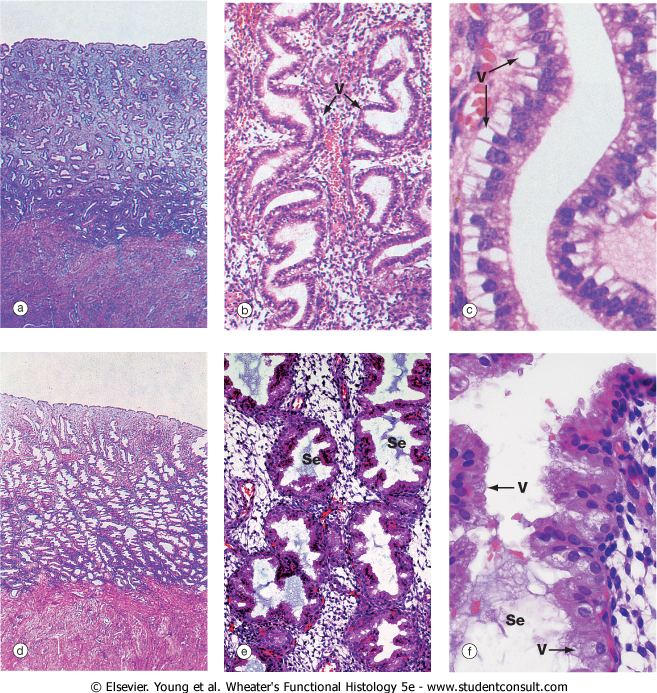 V
V
a
b
c
Se
Se
V
Se
V
d
e
f
© Elsevier. Young et al. Wheater's Functional Histology 5e - www.studentconsult.com